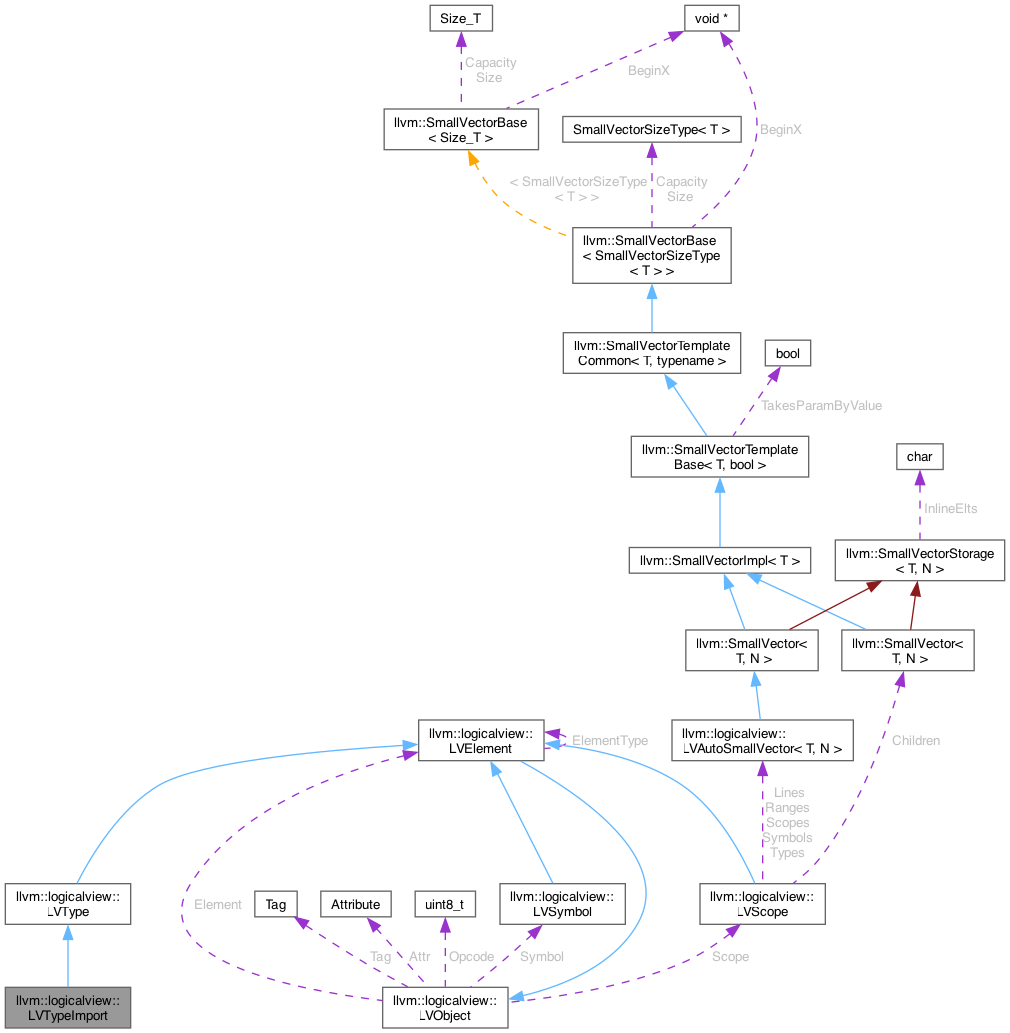 Size_T
void *
Capacity
Size
BeginX
llvm::SmallVectorBase
< Size_T >
SmallVectorSizeType< T >
BeginX
< SmallVectorSizeType
< T > >
Capacity
Size
llvm::SmallVectorBase
< SmallVectorSizeType
< T > >
llvm::SmallVectorTemplate
Common< T, typename >
bool
TakesParamByValue
llvm::SmallVectorTemplate
Base< T, bool >
char
InlineElts
llvm::SmallVectorImpl< T >
llvm::SmallVectorStorage
< T, N >
llvm::SmallVector<
T, N >
llvm::SmallVector<
T, N >
llvm::logicalview::
LVElement
ElementType
llvm::logicalview::
LVAutoSmallVector< T, N >
Children
Lines
Ranges
Scopes
Symbols
Types
llvm::logicalview::
LVType
Element
Tag
Attribute
uint8_t
llvm::logicalview::
LVSymbol
llvm::logicalview::
LVScope
Tag
Attr
Opcode
Symbol
Scope
llvm::logicalview::
LVTypeImport
llvm::logicalview::
LVObject